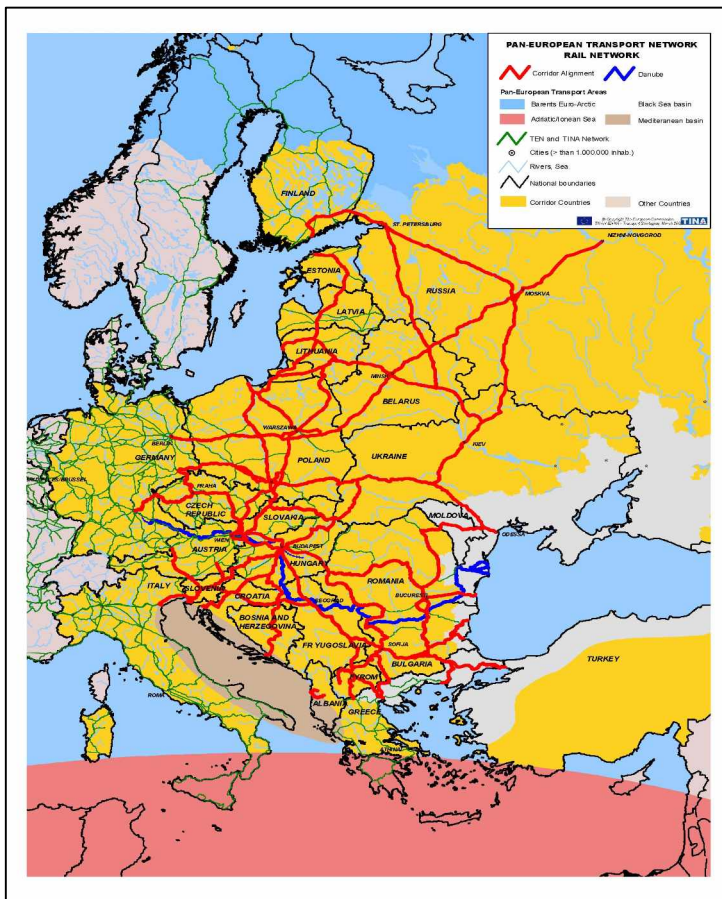 PAN-EUROPEAN TRANSPORT NETWORK
RAIL NETWORK
Corridor Alignment
Danube
Pan-European Transport Areas
Barents Euro-Arctic
Black Sea basin
Adriatic/Ionean Sea
Mediteranean basin
TEN and TINA Network
Cities (> than 1.000.000 inhab.)
Rivers, Sea
National boundaries
Corridor Countries
Other Countries
TINA
FINLAND
ST. PETERSBURG
NIZHNI-NOVGOROD
ESTONIA
RUSSIA
MOSKVA
LATVIA
LITHUANIA
MINSK
BELARUS
WARSZAWA
BERLIN
GERMANY
POLAND
UKRAINE
KIEV
PRAHA
CZECH
REPUBLIC
SLOVAKIA
MOLDOVA
ODESSA
WIEN
AUSTRIA
BUDAPEST
HUNGARY
ROMANIA
ITALY
SLOVENIA
CROATIA
BUCURESTI
BEOGRAD
BOSNIA AND
HERZEGOVINA
FR YUGOSLAVIA
SOFIJA
BULGARIA
TURKEY
FYROM
ROMA
ALBANIA
GREECE
ATHINAI